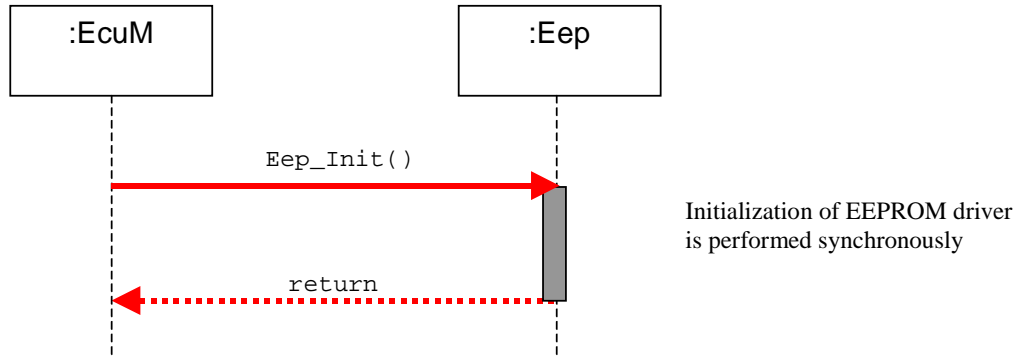 :EcuM
:Eep
Eep_Init()
Initialization of EEPROM driver
is performed synchronously
return